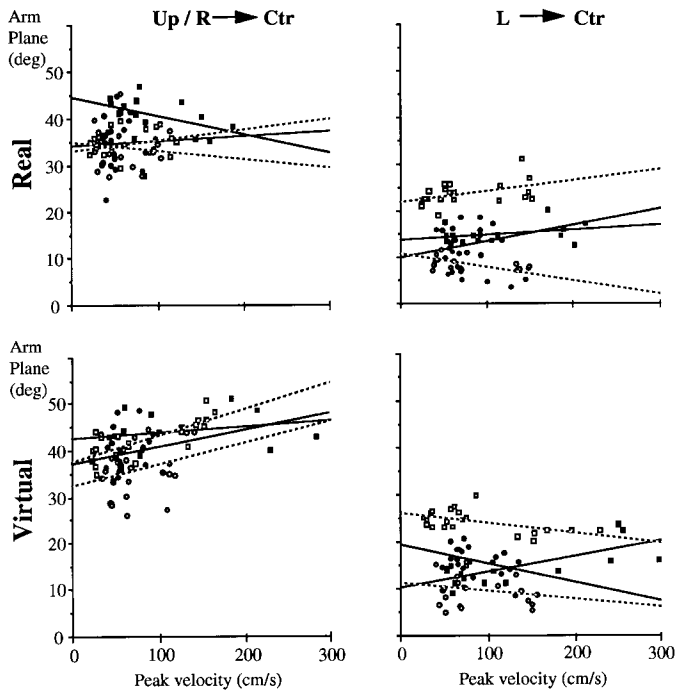 Arm
Plane
(deg)
Up / R → Ctr
L → Ctr
50
40
30
20
10
0
Real
Arm
Plane
(deg)
50
40
30
20
10
0
0 100 200 300
Peak velocity (cm/s)
0 100 200 300
Peak velocity (cm/s)
Virtual